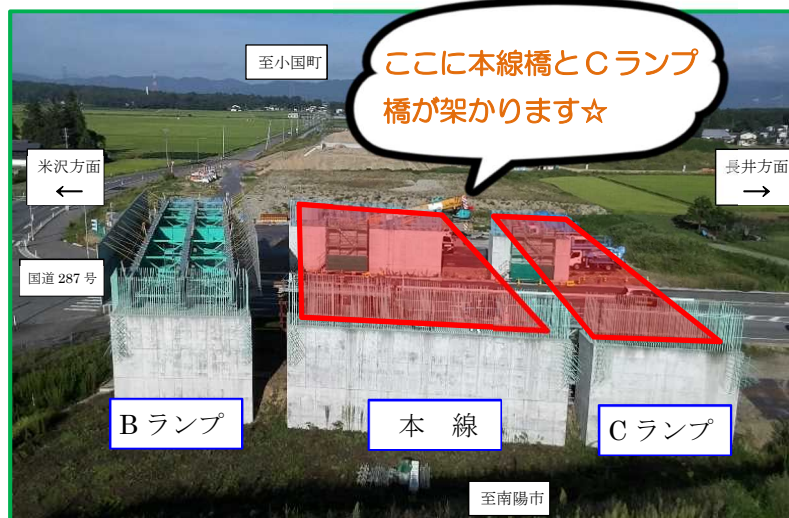 至小国町
ここに本線橋とCランプ
橋が架かります☆
米沢方面
←
長井方面
→
国道287号
Bランプ
本 線
Cランプ
至南陽市